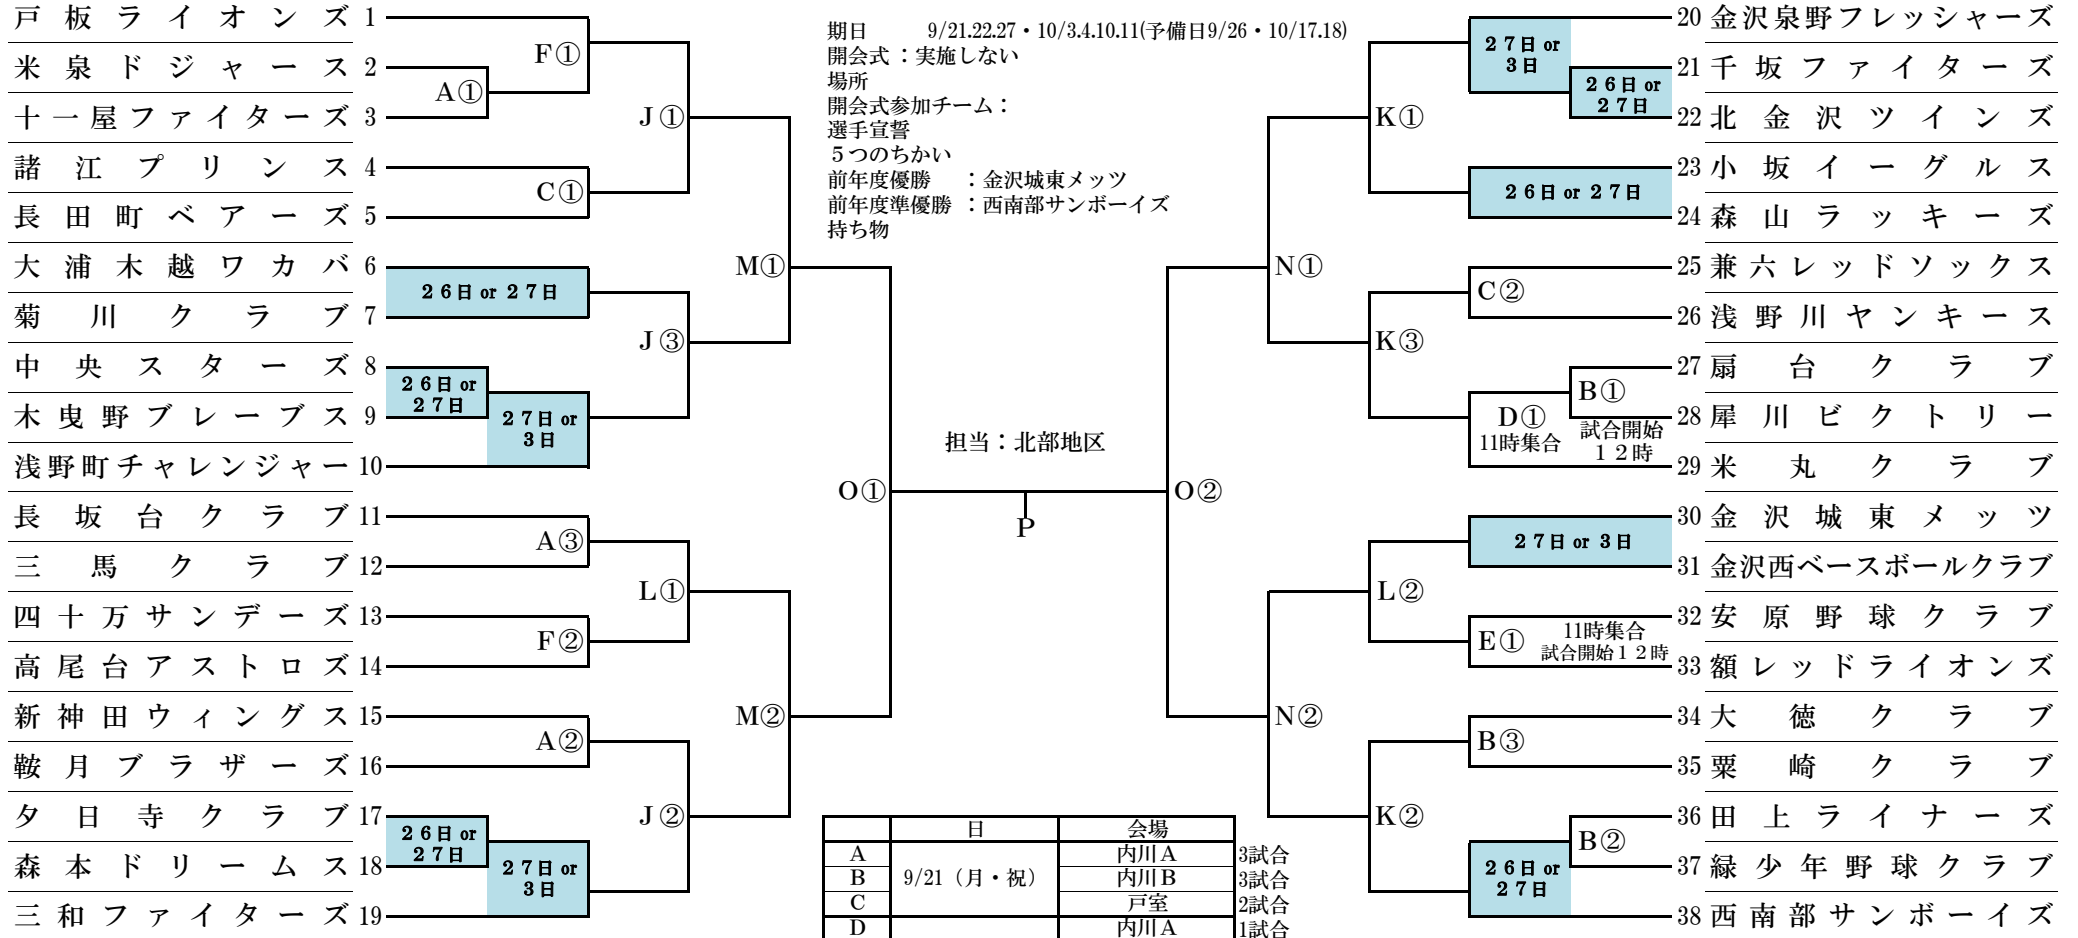 戸板ライオンズ 1
米泉ドジャース 2
十一屋ファイターズ 3
諸江プリンス 4
長田町ベアーズ 5
大浦木越ワカバ 6
菊川クラブ 7
中央スターズ 8
木曳野ブレーブス 9
浅野町チャレンジャー 10
長坂台クラブ 11
三馬クラブ 12
四十万サンデーズ 13
高尾台アストロズ 14
新神田ウィングス 15
鞍月ブラザーズ 16
夕日寺クラブ 17
森本ドリームス 18
三和ファイターズ 19
F①
A①
J①
C①
M①
26日 or 27日
J③
26日 or
27日
27日 or
3日
O①
A③
L①
F②
M②
A②
J②
26日 or
27日
27日 or
3日
期日 9/21.22.27・10/3.4.10.11(予備日9/26・10/17.18)
開会式：実施しない
場所
開会式参加チーム：
選手宣誓
５つのちかい
前年度優勝 ：金沢城東メッツ
前年度準優勝 ：西南部サンボーイズ
持ち物
担当：北部地区
P
日 会場
A 内川A 3試合
B 9/21（月・祝） 内川B 3試合
C 戸室 2試合
D 内川A 1試合
27日 or
3日
26日 or
27日
K①
26日 or 27日
N①
C②
K③
B①
D①
11時集合
試合開始
１２時
O②
27日 or 3日
L②
E①
11時集合
試合開始１２時
N②
B③
K②
B②
26日 or
27日
20 金沢泉野フレッシャーズ
21 千坂ファイターズ
22 北金沢ツインズ
23 小坂イーグルス
24 森山ラッキーズ
25 兼六レッドソックス
26 浅野川ヤンキース
27 扇台クラブ
28 犀川ビクトリー
29 米丸クラブ
30 金沢城東メッツ
31 金沢西ベースボールクラブ
32 安原野球クラブ
33 額レッドライオンズ
34 大徳クラブ
35 粟崎クラブ
36 田上ライナーズ
37 緑少年野球クラブ
38 西南部サンボーイズ